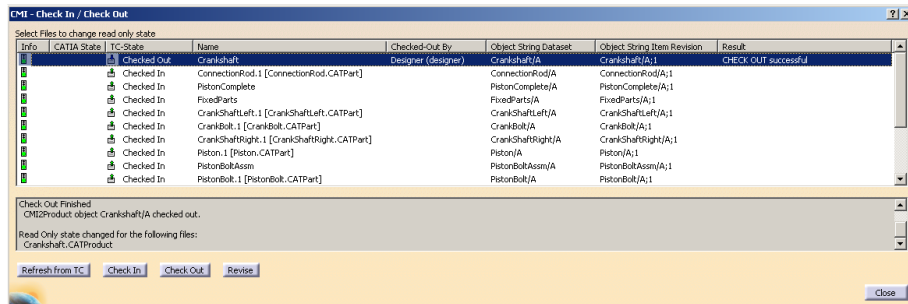 CMI - Check In / Check Out
Select Files to change read only state
Info CATIA State TC-State Name Checked-Out By Object String Dataset Object String Item Revision Result
Checked Out Crankshaft Designer (designer) Crankshaft/A Crankshaft/A;1 CHECK OUT successful
Checked In ConnectionRod.1 [ConnectionRod.CATPart] ConnectionRod/A ConnectionRod/A;1
Checked In PistonComplete PistonComplete/A PistonComplete/A;1
Checked In FixedParts FixedParts/A FixedParts/A;1
Checked In CrankShaftLeft.1 [CrankShaftLeft.CATPart] CrankShaftLeft/A CrankShaftLeft/A;1
Checked In CrankBolt.1 [CrankBolt.CATPart] CrankBolt/A CrankBolt/A;1
Checked In CrankShaftRight.1 [CrankShaftRight.CATPart] CrankShaftRight/A CrankShaftRight/A;1
Checked In Piston.1 [Piston.CATPart] Piston/A Piston/A;1
Checked In PistonBoltAssm PistonBoltAssm/A PistonBoltAssm/A;1
Checked In PistonBolt.1 [PistonBolt.CATPart] PistonBolt/A PistonBolt/A;1
Check Out Finished
CMI2Product object Crankshaft/A checked out.
Read Only state changed for the following files:
Crankshaft.CATProduct
Refresh from TC Check In Check Out Revise
Close